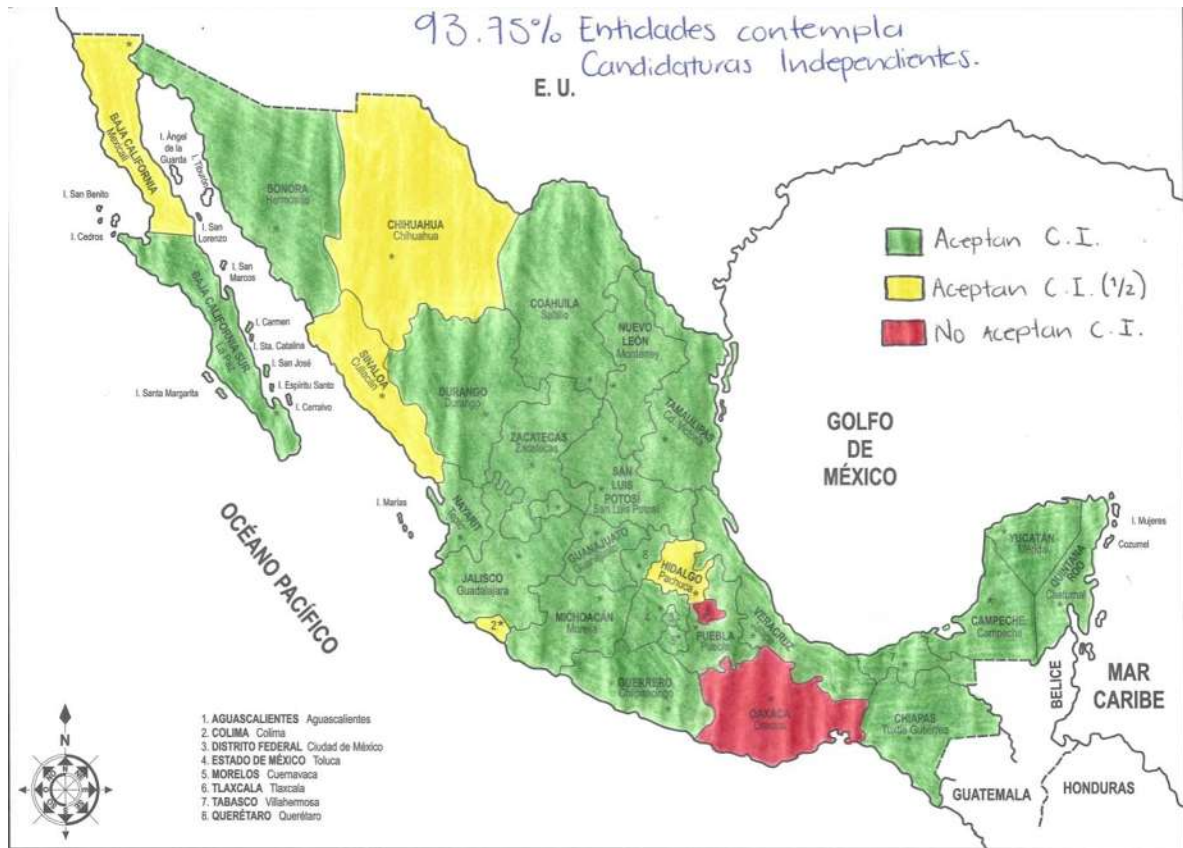 93.75% Entidades contempla
Candidaturas Independientes.
E. U.
Aceptan C.I.
Aceptan C.I. (1/2)
No Aceptan C.I.
BAJA CALIFORNIA
Mexicali
I. Ángel
de la
Guarda
I. Tiburón
I. San Benito
I. Cedros
I. San
Lorenzo
SONORA
Hermosillo
CHIHUAHUA
Chihuahua
I. San
Marcos
BAJA CALIFORNIA SUR
La Paz
I. Carmen
I. Sta. Catalina
I. San José
I. Espíritu Santo
I. Cerralvo
I. Santa Margarita
SINALOA
Culiacán
COAHUILA
Saltillo
NUEVO
LEÓN
Monterrey
DURANGO
Durango
TAMAULIPAS
Cd. Victoria
ZACATECAS
Zacatecas
SAN
LUIS
POTOSÍ
San Luis Potosí
GOLFO
DE
MÉXICO
I. Marías
NAYARIT
Tepic
OCÉANO PACÍFICO
JALISCO
Guadalajara
GUANAJUATO
8
HIDALGO
Pachuca
2
MICHOACÁN
Morelia
4
PUEBLA
Puebla
VERACRUZ
GUERRERO
Chilpancingo
OAXACA
Oaxaca
7
CHIAPAS
Tuxtla Gutiérrez
CAMPECHE
Campeche
YUCATÁN
Mérida
QUINTANA
ROO
Chetumal
I. Mujeres
Cozumel
BELICE
MAR
CARIBE
GUATEMALA
HONDURAS
N
1. AGUASCALIENTES Aguascalientes
2. COLIMA Colima
3. DISTRITO FEDERAL Ciudad de México
4. ESTADO DE MÉXICO Toluca
5. MORELOS Cuernavaca
6. TLAXCALA Tlaxcala
7. TABASCO Villahermosa
8. QUERÉTARO Querétaro